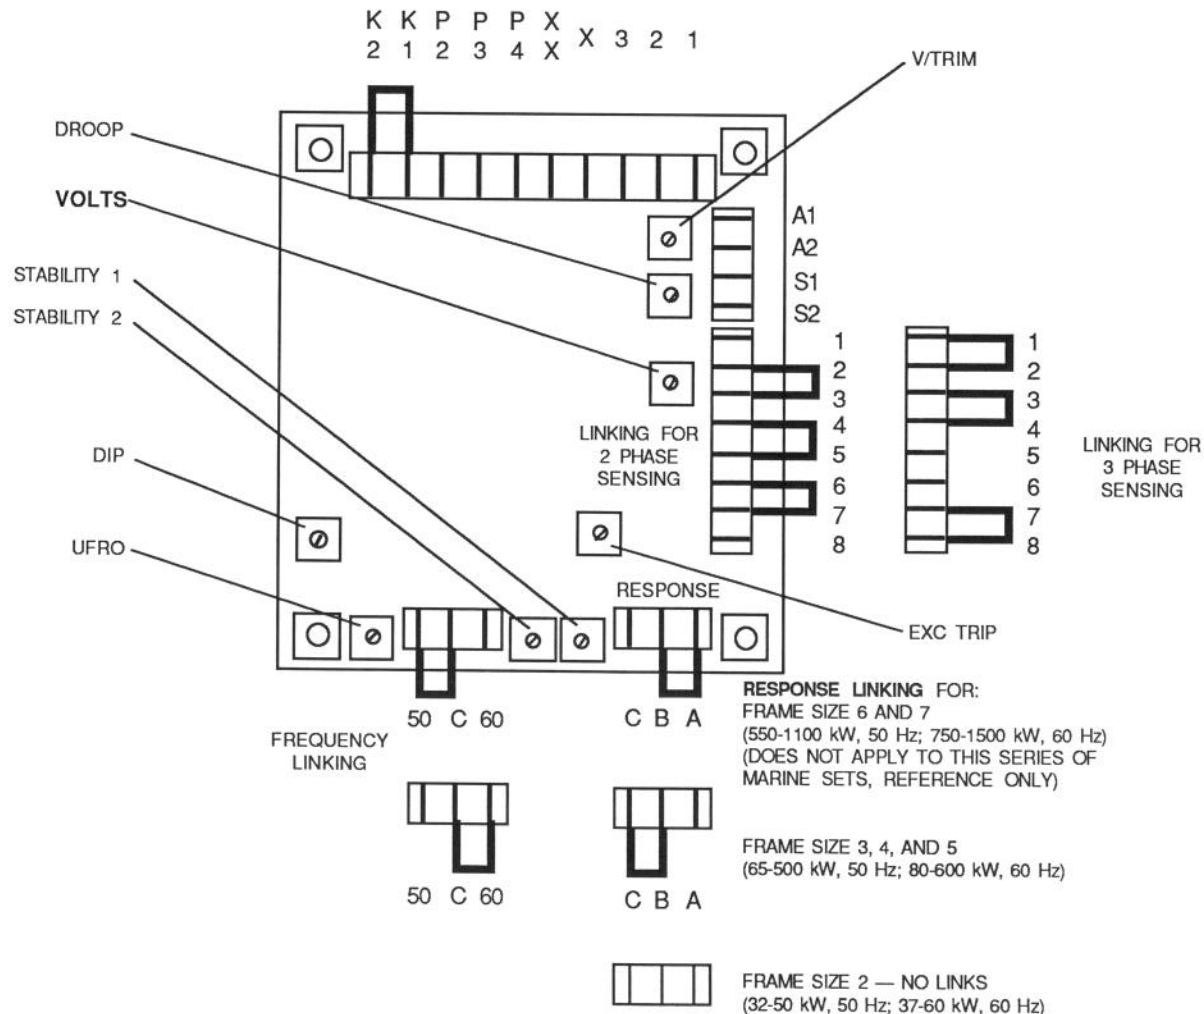 K K P P P X X 3 2 1
2 1 2 3 4 X
V/TRIM
DROOP
VOLTS
STABILITY 1
STABILITY 2
DIP
UFRO
A1
A2
S1
S2
1
2
3
4
5
6
7
8
LINKING FOR
2 PHASE
SENSING
1
2
3
4
5
6
7
8
LINKING FOR
3 PHASE
SENSING
RESPONSE
EXC TRIP
50 C 60
FREQUENCY
LINKING
C B A
RESPONSE LINKING FOR:
FRAME SIZE 6 AND 7
(550-1100 kW, 50 Hz; 750-1500 kW, 60 Hz)
(DOES NOT APPLY TO THIS SERIES OF
MARINE SETS, REFERENCE ONLY)
50 C 60
C B A
FRAME SIZE 3, 4, AND 5
(65-500 kW, 50 Hz; 80-600 kW, 60 Hz)
FRAME SIZE 2 — NO LINKS
(32-50 kW, 50 Hz; 37-60 kW, 60 Hz)